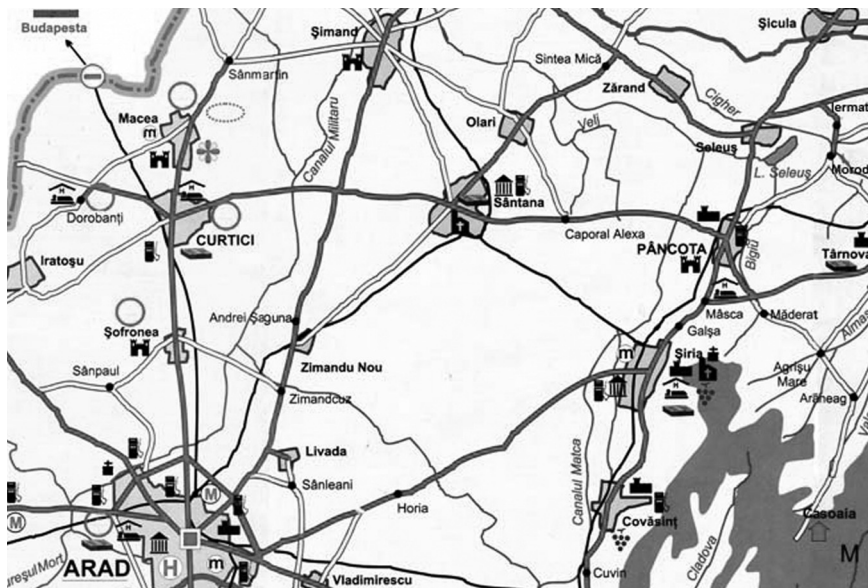 Budapesta
Şimand
Şicula
Sânmartin
Sintea Mică
Zărand
Cigher
Macea
m
Olari
Canalul Militaru
Velj
Seleuş
L. Seleuş
H
Dorobanţi
Sântana
CURTICI
Caporal Alexa
PÂNCOTA
Bigiu
Târnova
Iratoşu
H
Andrei Şaguna
Mâsca
Măderat
Galşa
Şofronea
Zimandu Nou
m
Şiria
Agrişu
Mare
Sânpaul
Zimandcuz
H
Arăneag
Canalul Matca
Livada
Sânleani
M
Horia
M
Covăsinţ
Casoaia
Cladova
H
ARAD
H
m
Vladimirescu
Cuvin
M